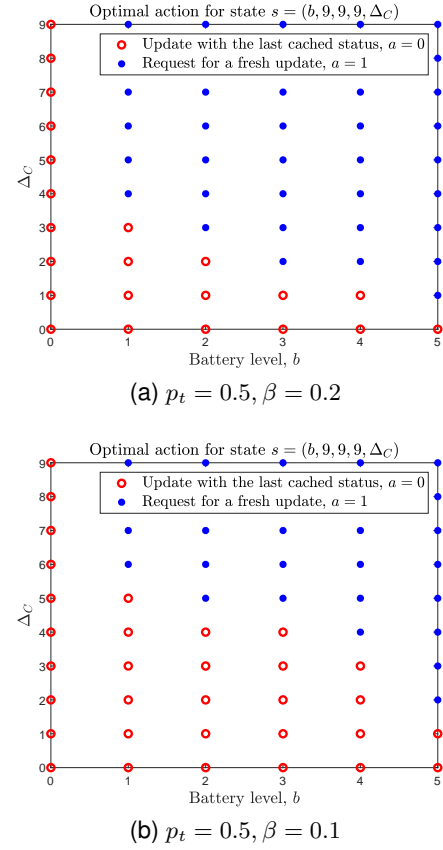 Optimal action for state s = (b, 9, 9, 9, Δ_C)
Update with the last cached status, a = 0
Request for a fresh update, a = 1
9
8
7
6
5
4
3
2
1
0
Δ_C
0 1 2 3 4 5
Battery level, b
(a) p_t = 0.5, β = 0.2
Optimal action for state s = (b, 9, 9, 9, Δ_C)
Update with the last cached status, a = 0
Request for a fresh update, a = 1
9
8
7
6
5
4
3
2
1
0
Δ_C
0 1 2 3 4 5
Battery level, b
(b) p_t = 0.5, β = 0.1